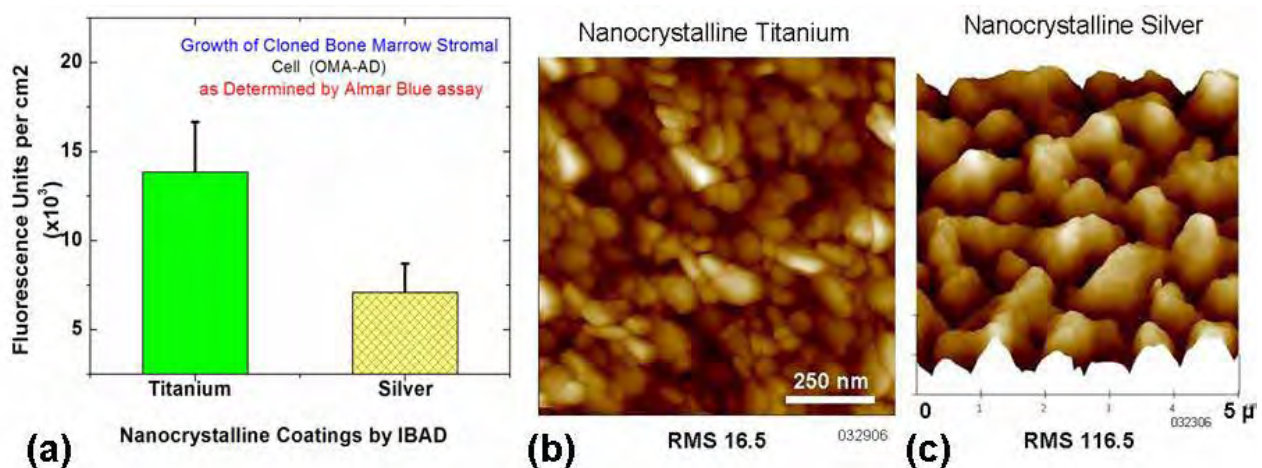 Growth of Cloned Bone Marrow Stromal
Cell (OMA-AD)
as Determined by Almar Blue assay
Fluorescence Units per cm2
(x10³)
20
15
10
5
Titanium
Silver
Nanocrystalline Coatings by IBAD
(a)
Nanocrystalline Titanium
250 nm
RMS 16.5
032906
(b)
Nanocrystalline Silver
0
1
2
3
4
5 µ
032306
RMS 116.5
(c)